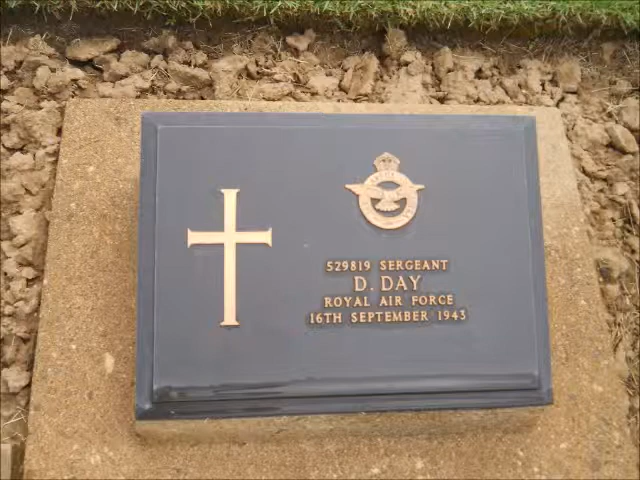 529819 SERGEANT
D. DAY
ROYAL AIR FORCE
16TH SEPTEMBER 1943